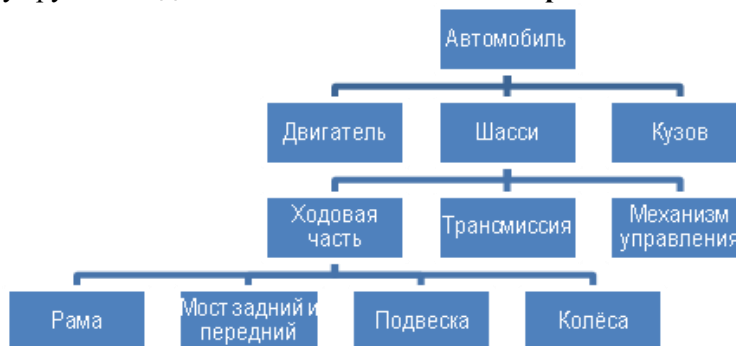 Автомобиль
Двигатель
Шасси
Кузов
Ходовая
часть
Трансмиссия
Механизм
управления
Рама
Мост задний и
передний
Подвеска
Колёса